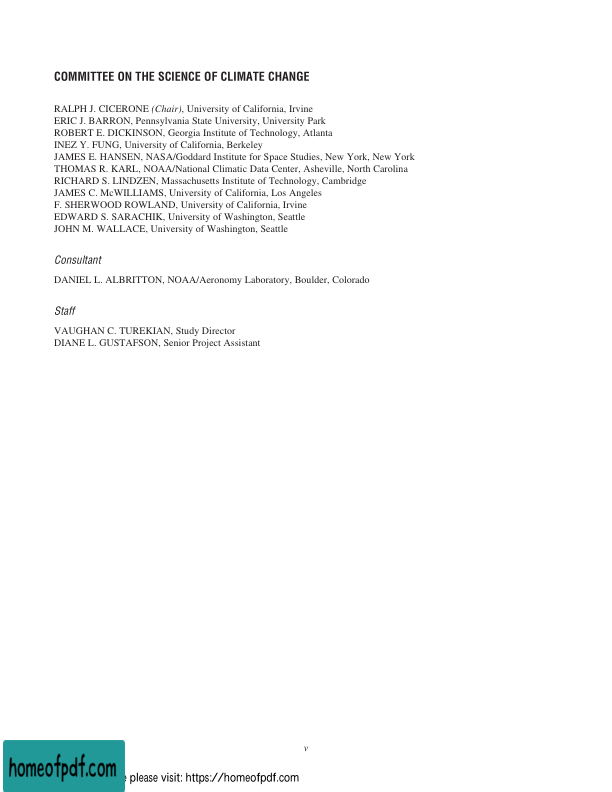 COMMITTEE ON THE SCIENCE OF CLIMATE CHANGE
RALPH J. CICERONE (Chair), University of California, Irvine
ERIC J. BARRON, Pennsylvania State University, University Park
ROBERT E. DICKINSON, Georgia Institute of Technology, Atlanta
INEZ Y. FUNG, University of California, Berkeley
JAMES E. HANSEN, NASA/Goddard Institute for Space Studies, New York, New York
THOMAS R. KARL, NOAA/National Climatic Data Center, Asheville, North Carolina
RICHARD S. LINDZEN, Massachusetts Institute of Technology, Cambridge
JAMES C. McWILLIAMS, University of California, Los Angeles
F. SHERWOOD ROWLAND, University of California, Irvine
EDWARD S. SARACHIK, University of Washington, Seattle
JOHN M. WALLACE, University of Washington, Seattle
Consultant
DANIEL L. ALBRITTON, NOAA/Aeronomy Laboratory, Boulder, Colorado
Staff
VAUGHAN C. TUREKIAN, Study Director
DIANE L. GUSTAFSON, Senior Project Assistant
v
homeofpdf.com
please visit: https://homeofpdf.com